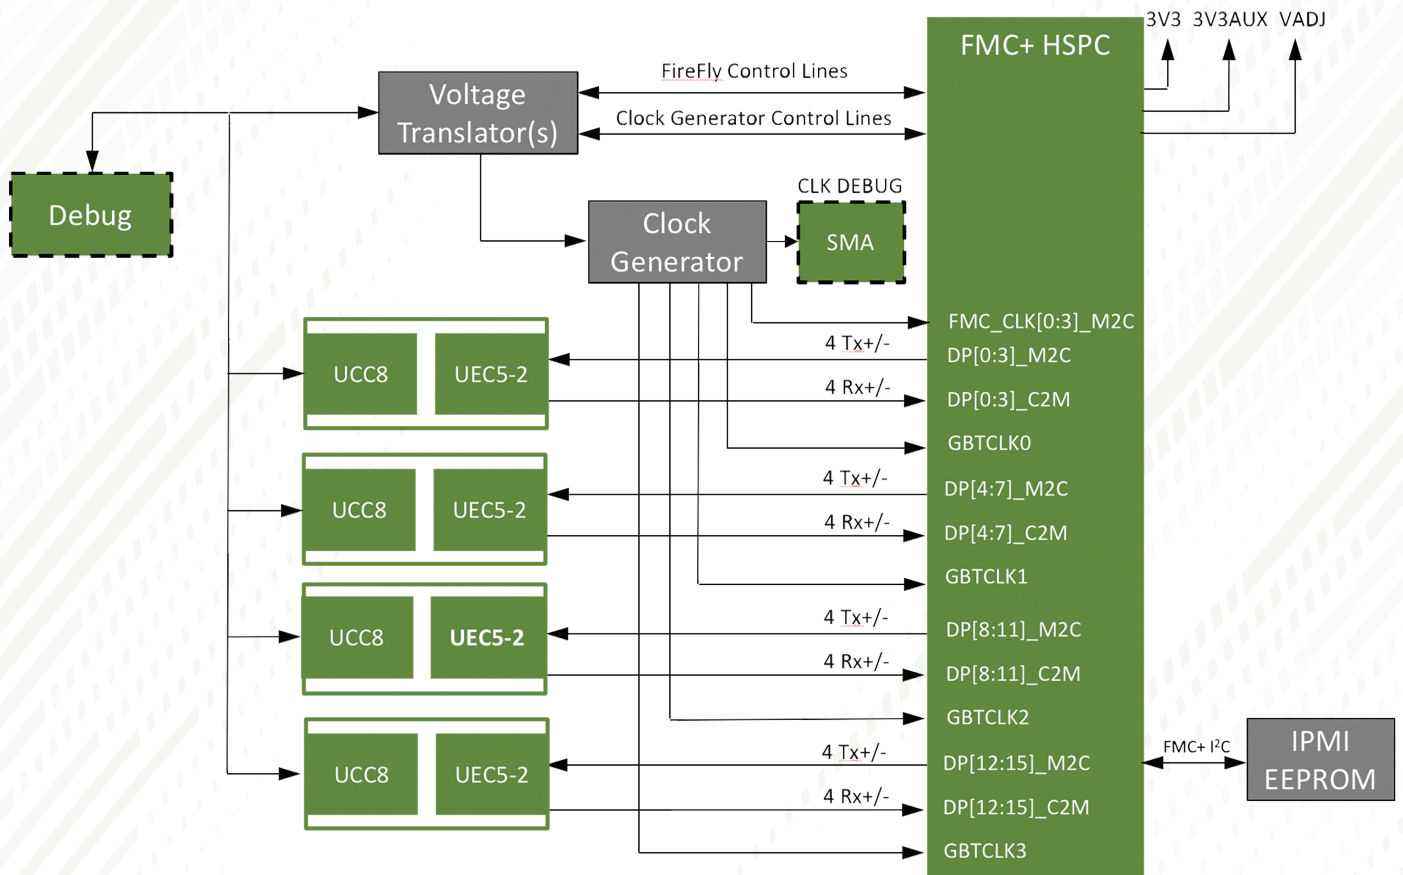 3V3 3V3AUX VADJ
FMC+ HSPC
FireFly Control Lines
Voltage
Translator(s)
Clock Generator Control Lines
CLK DEBUG
Debug
Clock
Generator
SMA
FMC_CLK[0:3]_M2C
4 Tx+/-
DP[0:3]_M2C
UCC8
UEC5-2
4 Rx+/-
DP[0:3]_C2M
GBTCLK0
4 Tx+/-
DP[4:7]_M2C
UCC8
UEC5-2
4 Rx+/-
DP[4:7]_C2M
GBTCLK1
4 Tx+/-
DP[8:11]_M2C
UCC8
UEC5-2
4 Rx+/-
DP[8:11]_C2M
GBTCLK2
4 Tx+/-
DP[12:15]_M2C
FMC+ I²C
IPMI
EEPROM
UCC8
UEC5-2
4 Rx+/-
DP[12:15]_C2M
GBTCLK3